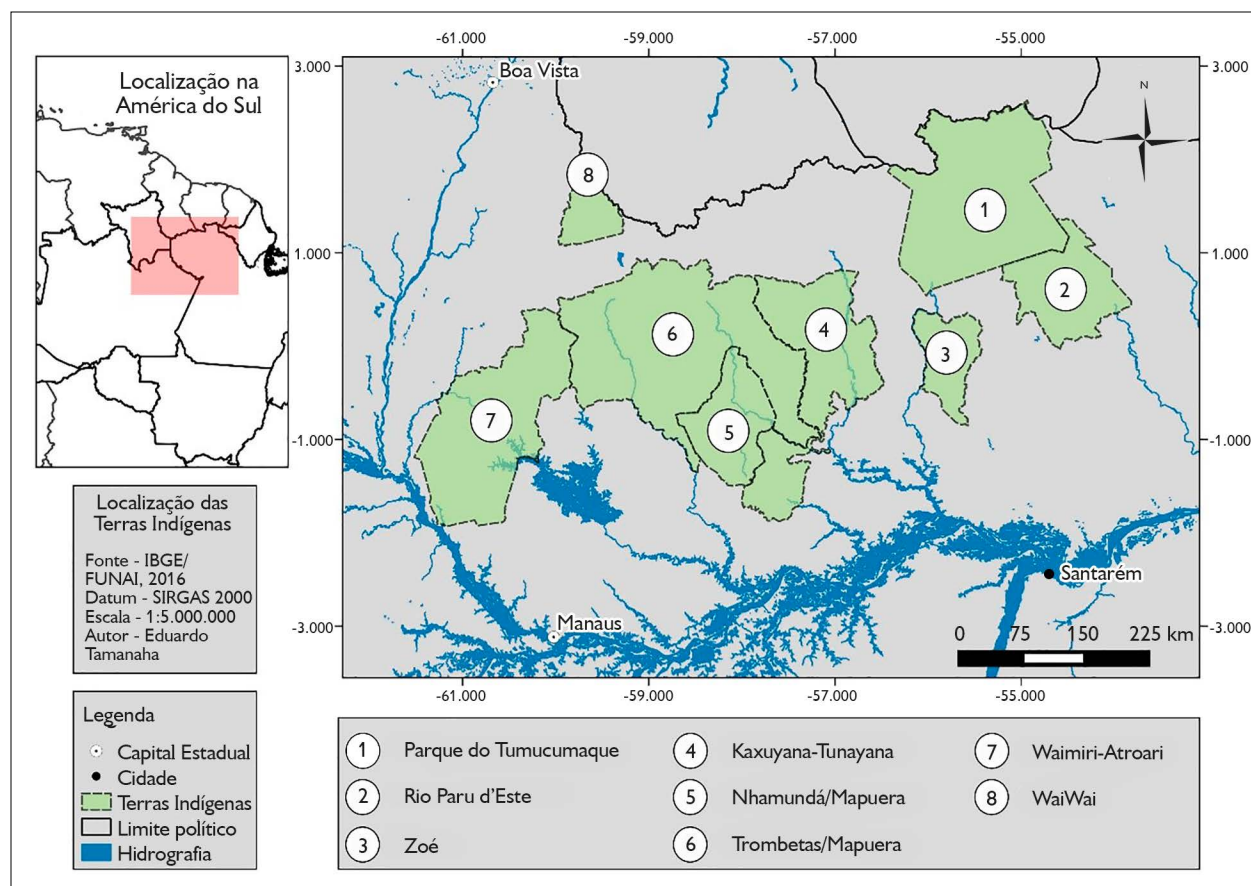 Localização na
América do Sul
-61.000
-59.000
-57.000
-55.000
3.000
3.000
Boa Vista
N
8
1
1.000
1.000
2
6
4
3
7
5
-1.000
-1.000
Santarém
Manaus
0 75 150 225 km
-3.000
-3.000
-61.000
-59.000
-57.000
-55.000
Localização das
Terras Indígenas
Fonte - IBGE/
FUNAI, 2016
Datum - SIRGAS 2000
Escala - 1:5.000.000
Autor - Eduardo
Tamanaha
Legenda
Capital Estadual
Cidade
Terras Indígenas
Limite político
Hidrografia
1 Parque do Tumucumaque
2 Rio Paru d'Este
3 Zoé
4 Kaxuyana-Tunayana
5 Nhamundá/Mapuera
6 Trombetas/Mapuera
7 Waimiri-Atroari
8 WaiWai